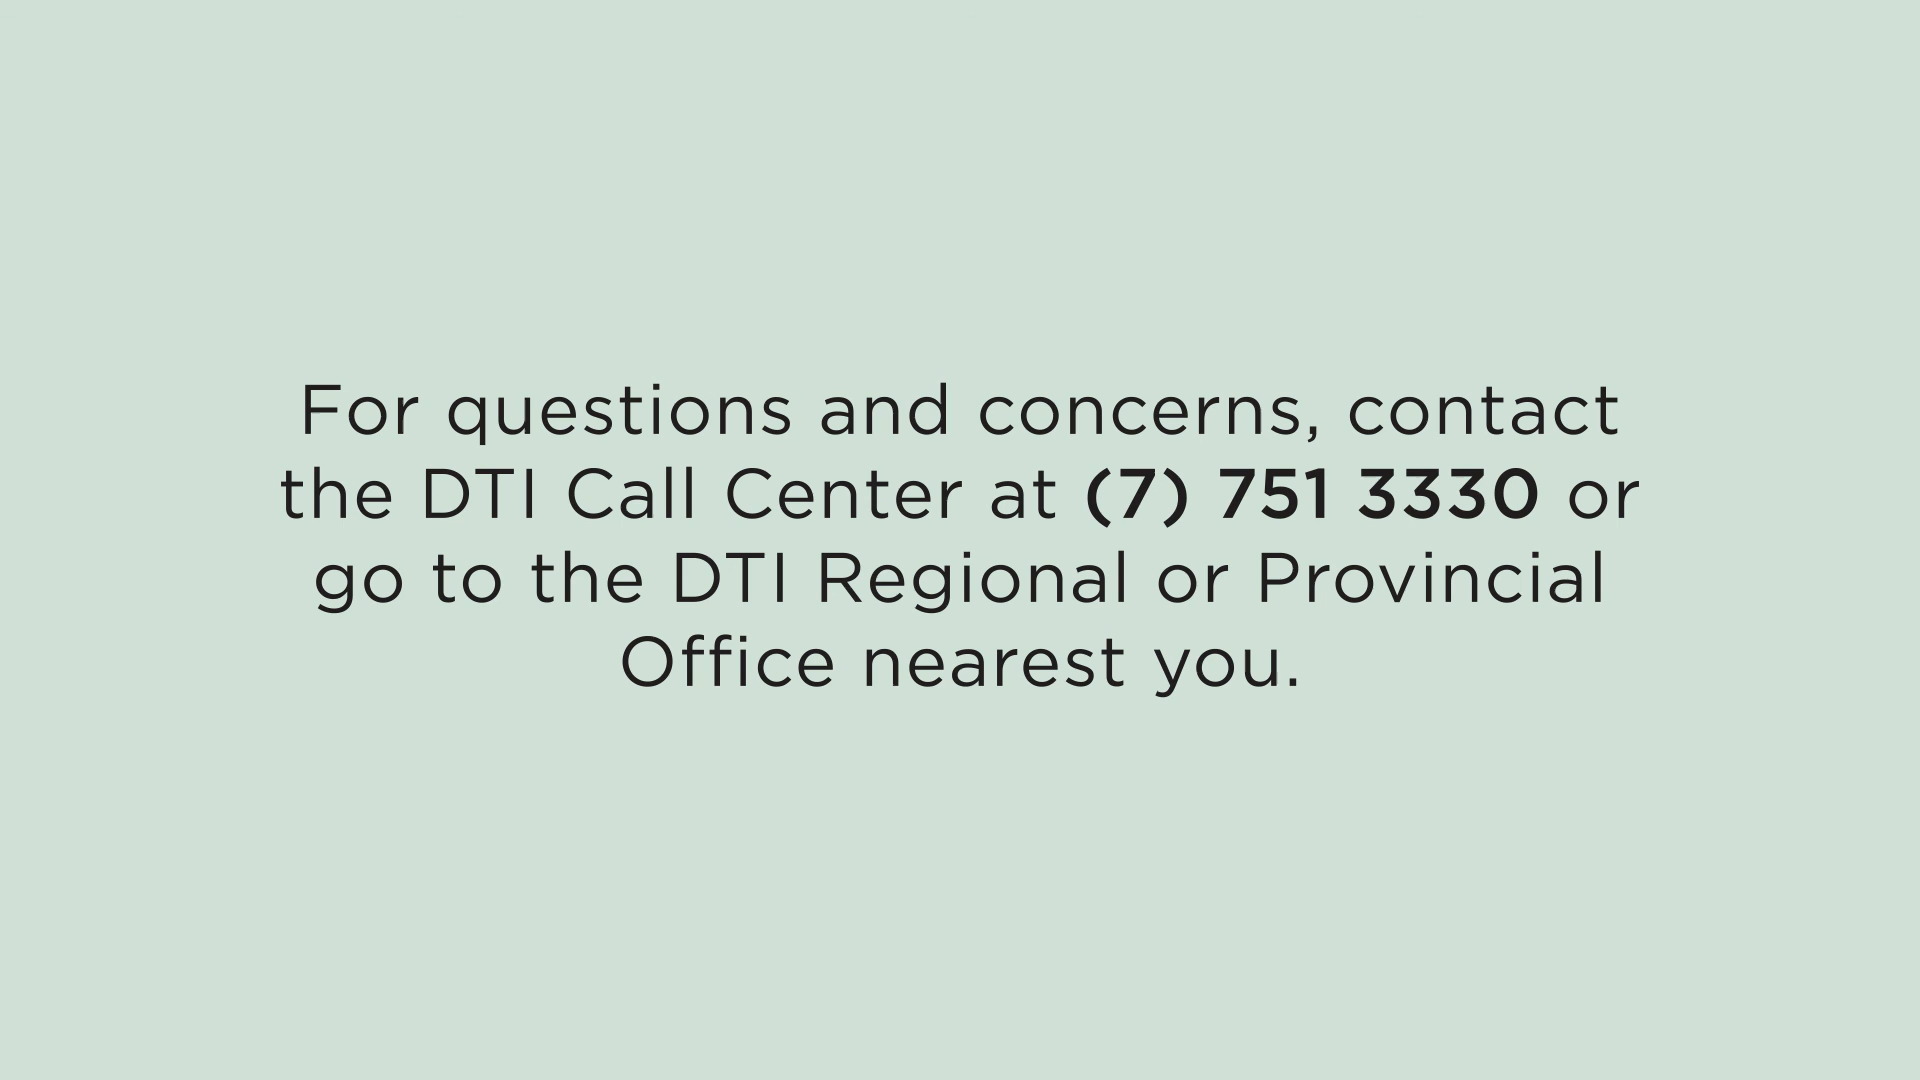 For questions and concerns, contact
the DTI Call Center at (7) 751 3330 or
go to the DTI Regional or Provincial
Office nearest you.